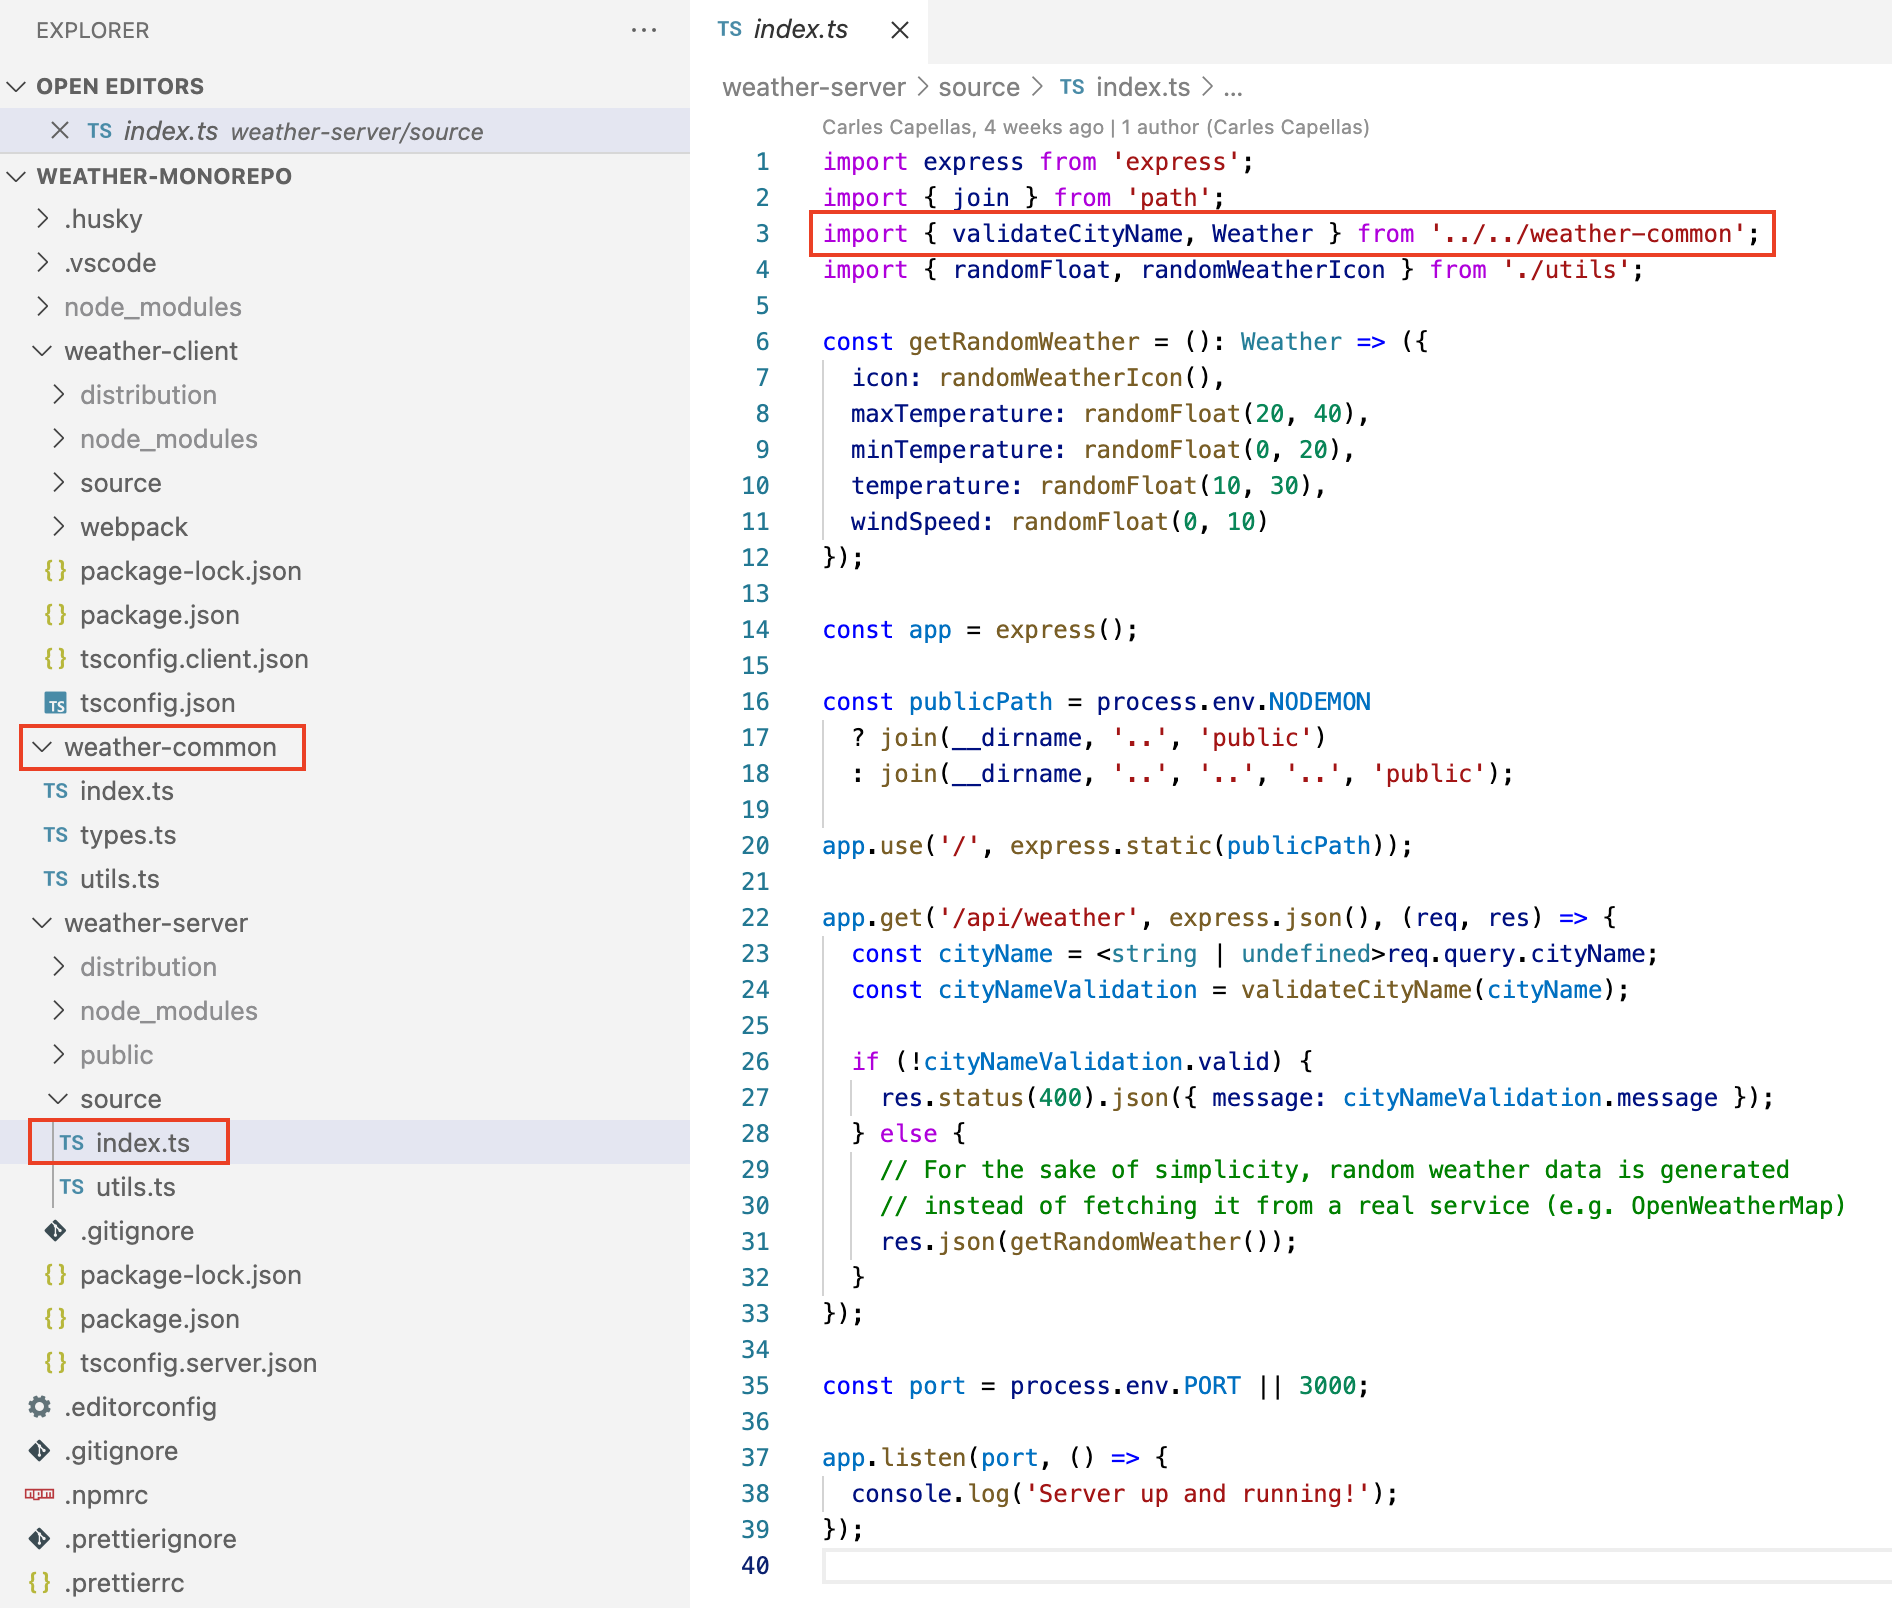 EXPLORER
OPEN EDITORS
TS index.ts weather-server/source
WEATHER-MONOREPO
.husky
.vscode
node_modules
weather-client
distribution
node_modules
source
webpack
{} package-lock.json
{} package.json
{} tsconfig.client.json
TS tsconfig.json
weather-common
TS index.ts
TS types.ts
TS utils.ts
weather-server
distribution
node_modules
public
source
TS index.ts
TS utils.ts
.gitignore
{} package-lock.json
{} package.json
{} tsconfig.server.json
.editorconfig
.gitignore
npm .npmrc
.prettierignore
{} .prettierrc
TS index.ts
weather-server > source > TS index.ts > ...
Carles Capellas, 4 weeks ago | 1 author (Carles Capellas)
1 import express from 'express';
2 import { join } from 'path';
3 import { validateCityName, Weather } from '../../weather-common';
4 import { randomFloat, randomWeatherIcon } from './utils';
5
6 const getRandomWeather = (): Weather => ({
7   icon: randomWeatherIcon(),
8   maxTemperature: randomFloat(20, 40),
9   minTemperature: randomFloat(0, 20),
10   temperature: randomFloat(10, 30),
11   windSpeed: randomFloat(0, 10)
12 });
13
14 const app = express();
15
16 const publicPath = process.env.NODEMON
17   ? join(__dirname, '..', 'public')
18   : join(__dirname, '..', '..', '..', 'public');
19
20 app.use('/', express.static(publicPath));
21
22 app.get('/api/weather', express.json(), (req, res) => {
23   const cityName = <string | undefined>req.query.cityName;
24   const cityNameValidation = validateCityName(cityName);
25
26   if (!cityNameValidation.valid) {
27     res.status(400).json({ message: cityNameValidation.message });
28   } else {
29     // For the sake of simplicity, random weather data is generated
30     // instead of fetching it from a real service (e.g. OpenWeatherMap)
31     res.json(getRandomWeather());
32   }
33 });
34
35 const port = process.env.PORT || 3000;
36
37 app.listen(port, () => {
38   console.log('Server up and running!');
39 });
40